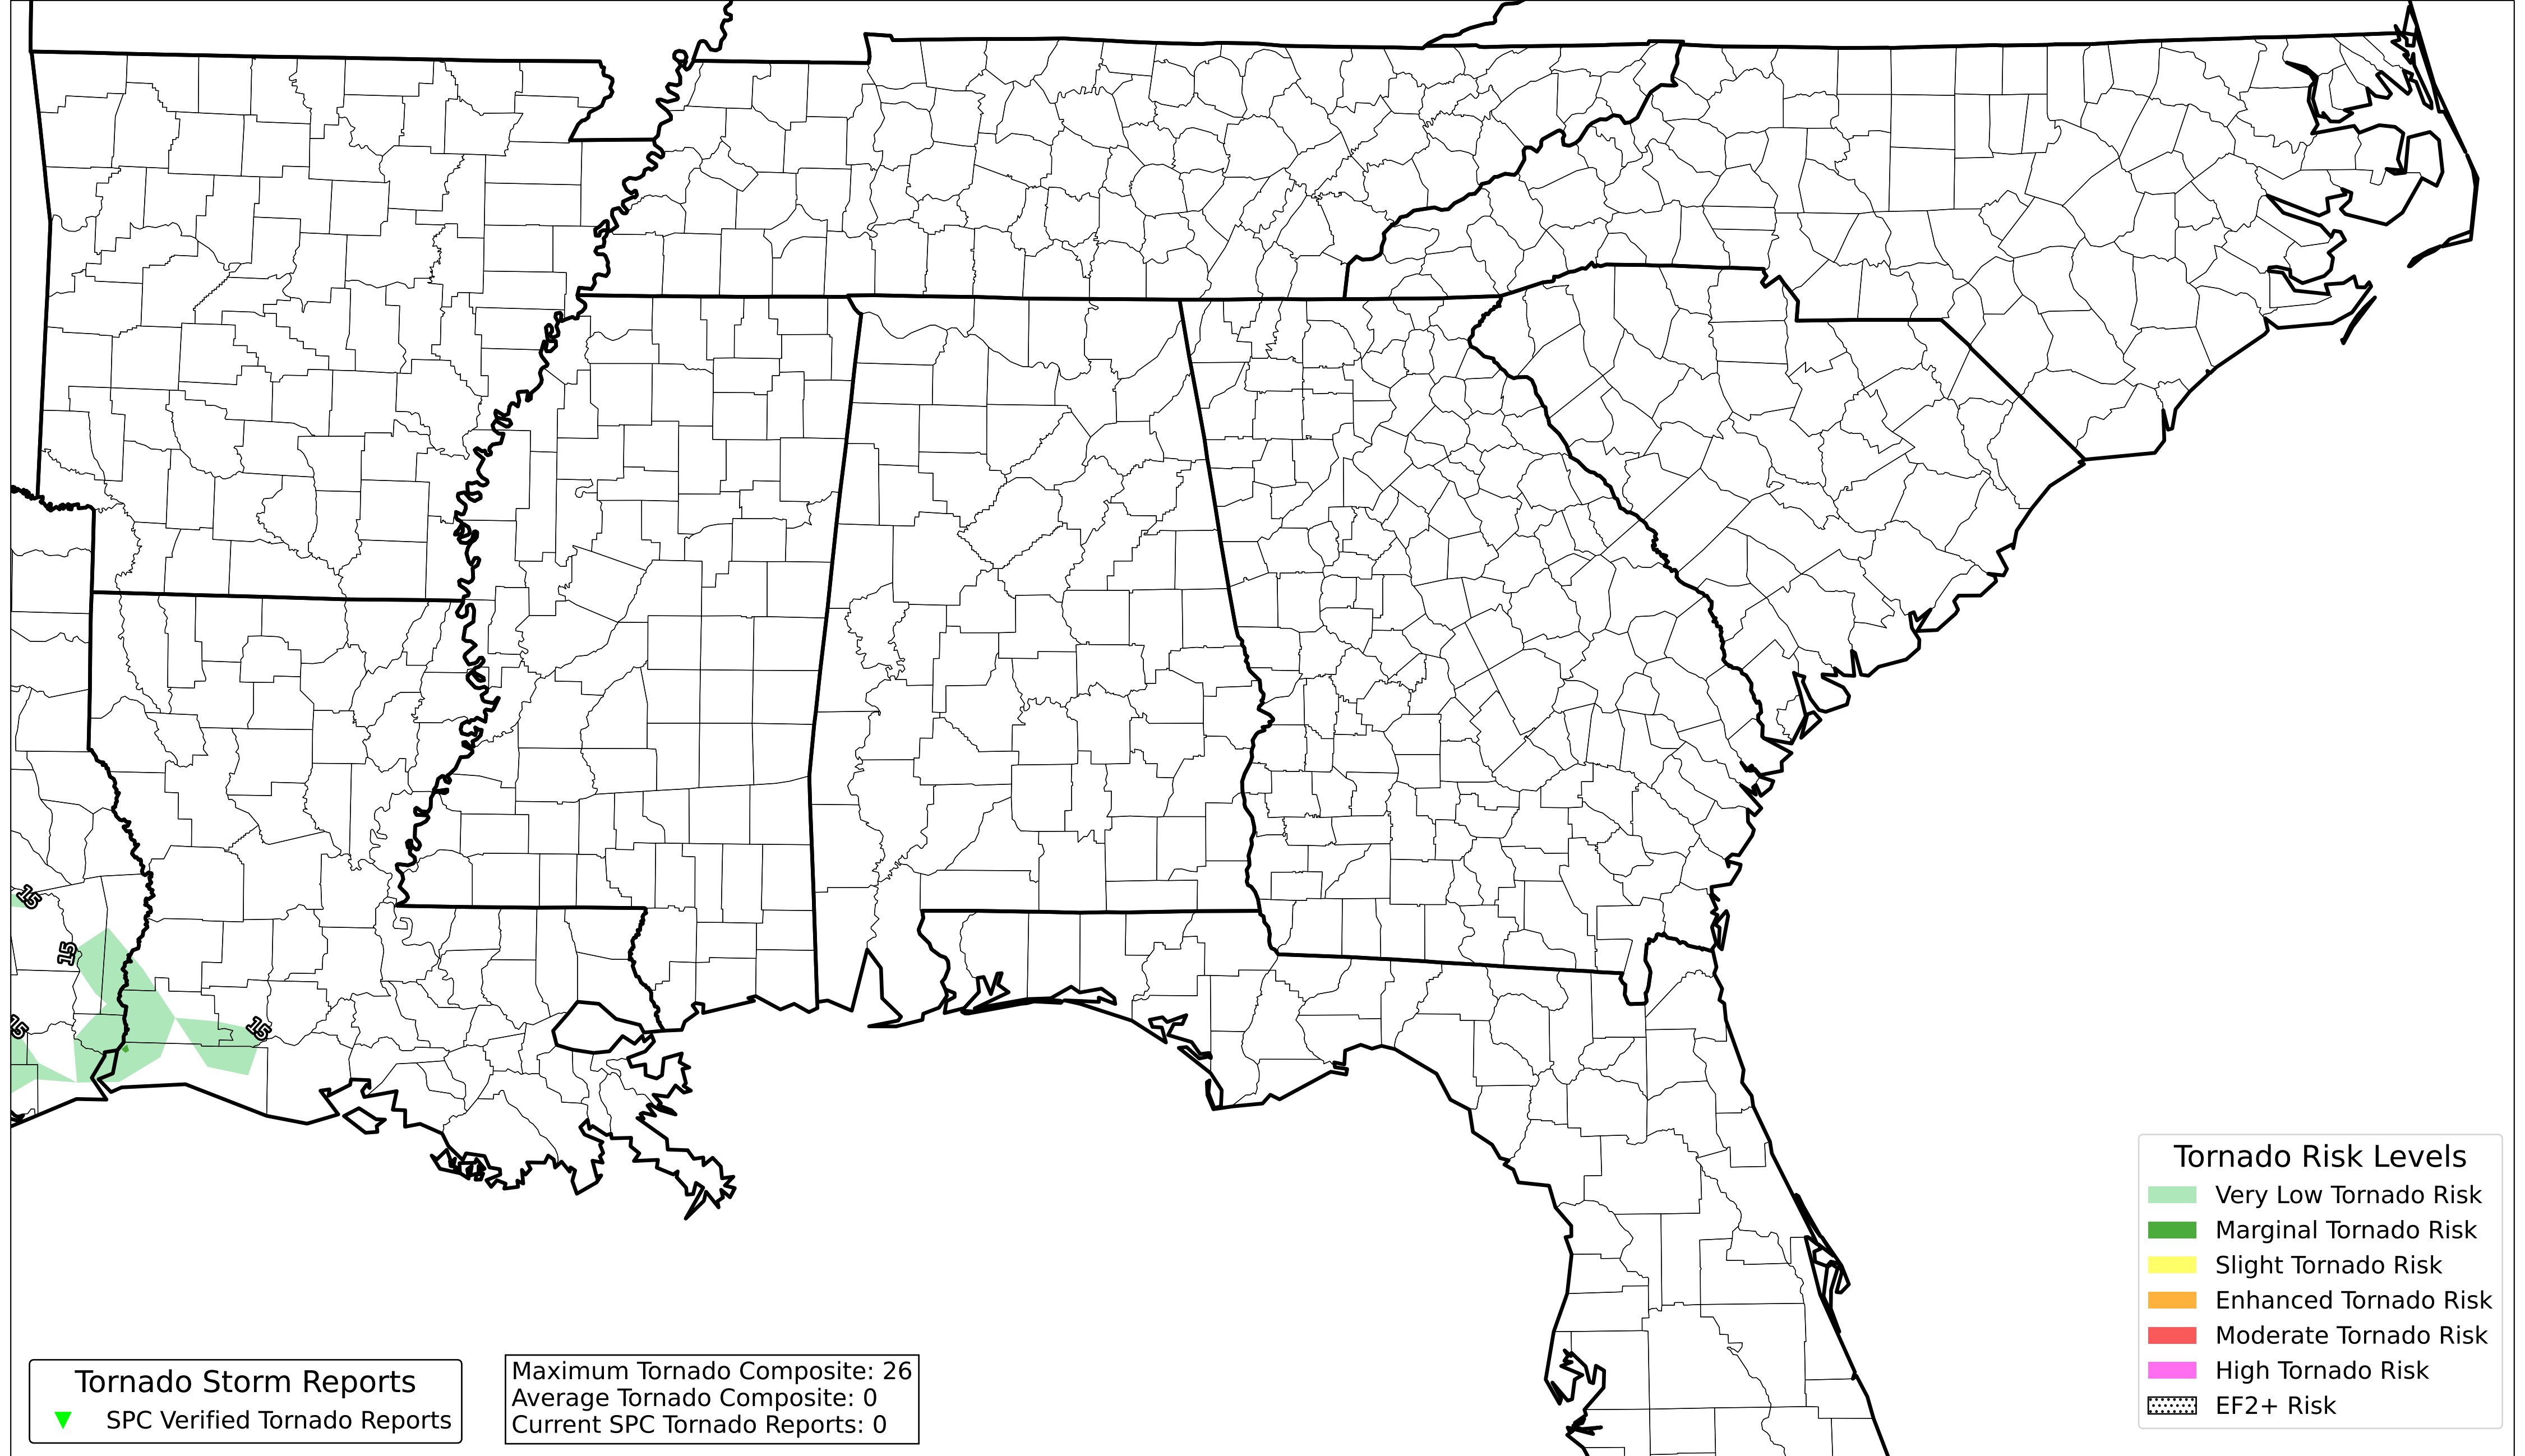 15
15
15
15
Tornado Risk Levels
Very Low Tornado Risk
Marginal Tornado Risk
Slight Tornado Risk
Enhanced Tornado Risk
Moderate Tornado Risk
High Tornado Risk
EF2+ Risk
Tornado Storm Reports
SPC Verified Tornado Reports
Maximum Tornado Composite: 26
Average Tornado Composite: 0
Current SPC Tornado Reports: 0